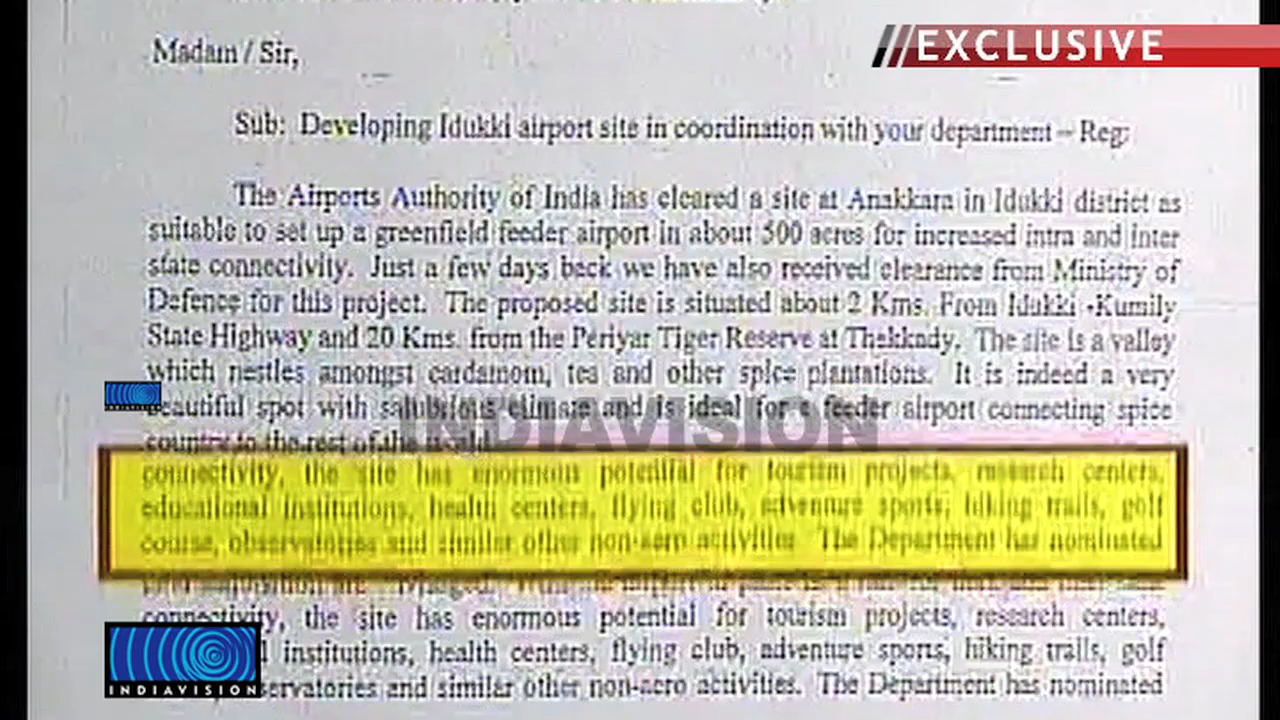 EXCLUSIVE
Madam / Sir,
Sub: Developing Idukki airport site in coordination with your department – Reg:
The Airports Authority of India has cleared a site at Anakkara in Idukki district as
suitable to set up a greenfield feeder airport in about 500 acres for increased intra and inter
state connectivity. Just a few days back we have also received clearance from Ministry of
Defence for this project. The proposed site is situated about 2 Kms. From Idukki -Kumily
State Highway and 20 Kms. from the Periyar Tiger Reserve at Thekkady. The site is a valley
which nestles amongst cardamom, tea and other spice plantations. It is indeed a very
beautiful spot with salubrious climate and is ideal for a feeder airport connecting spice
country to the rest of the world
INDIAVISION
INDIAVISION
connectivity, the site has enormous potential for tourism projects, research centers,
educational institutions, health centers, flying club, adventure sports, hiking trails, golf
course, observatories and similar other non-aero activities. The Department has nominated
connectivity, the site has enormous potential for tourism projects, research centers,
institutions, health centers, flying club, adventure sports, hiking trails, golf
servatories and similar other non-aero activities. The Department has nominated
INDIAVISION